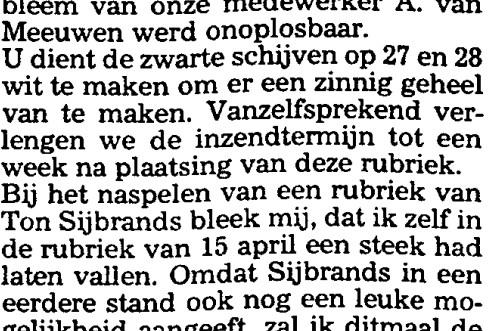 bleem van onze medewerker A. van
Meeuwen werd onoplosbaar.
U dient de zwarte schijven op 27 en 28
wit te maken om er een zinnig geheel
van te maken. Vanzelfsprekend ver-
lengen we de inzendtermijn tot een
week na plaatsing van deze rubriek.
Bij het naspelen van een rubriek van
Ton Sijbrands bleek mij, dat ik zelf in
de rubriek van 15 april een steek had
laten vallen. Omdat Sijbrands in een
eerdere stand ook nog een leuke mo-
gelijkheid aangeeft, zal ik ditmaal de